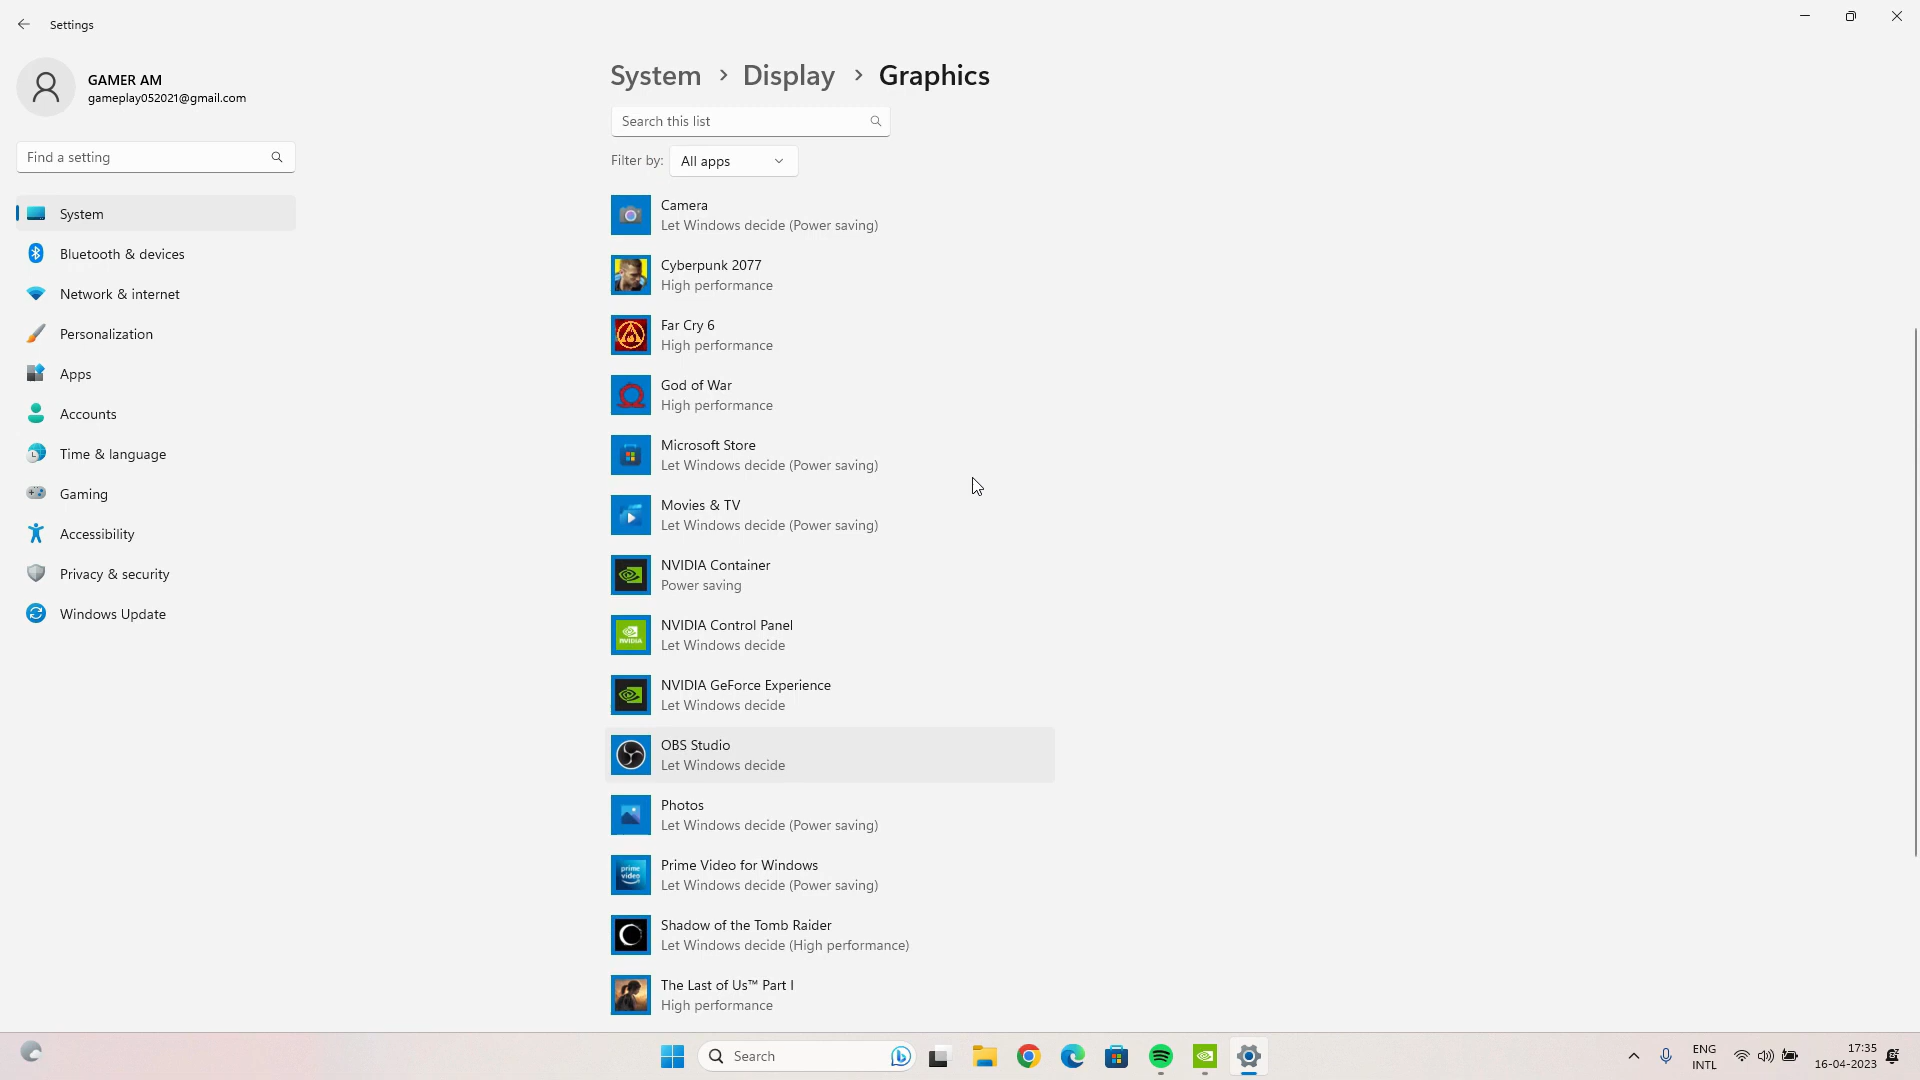 Settings
GAMER AM
gameplay052021@gmail.com
Find a setting
System
Bluetooth & devices
Network & internet
Personalization
Apps
Accounts
Time & language
Gaming
Accessibility
Privacy & security
Windows Update
System > Display > Graphics
Search this list
Filter by: All apps
Camera
Let Windows decide (Power saving)
Cyberpunk 2077
High performance
Far Cry 6
High performance
God of War
High performance
Microsoft Store
Let Windows decide (Power saving)
Movies & TV
Let Windows decide (Power saving)
NVIDIA Container
Power saving
NVIDIA Control Panel
Let Windows decide
NVIDIA GeForce Experience
Let Windows decide
OBS Studio
Let Windows decide
Photos
Let Windows decide (Power saving)
Prime Video for Windows
Let Windows decide (Power saving)
Shadow of the Tomb Raider
Let Windows decide (High performance)
The Last of Us™ Part I
High performance
NVIDIA
prime
video
Search
ENG
INTL
17:35
16-04-2023